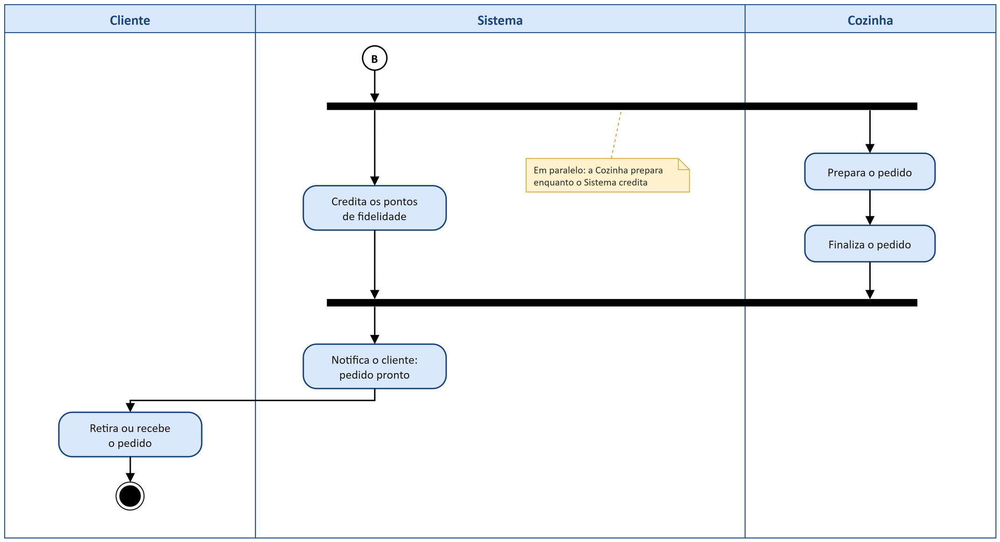 Cliente
Sistema
Cozinha
B
Em paralelo: a Cozinha prepara
enquanto o Sistema credita
Prepara o pedido
Credita os pontos
de fidelidade
Finaliza o pedido
Notifica o cliente:
pedido pronto
Retira ou recebe
o pedido